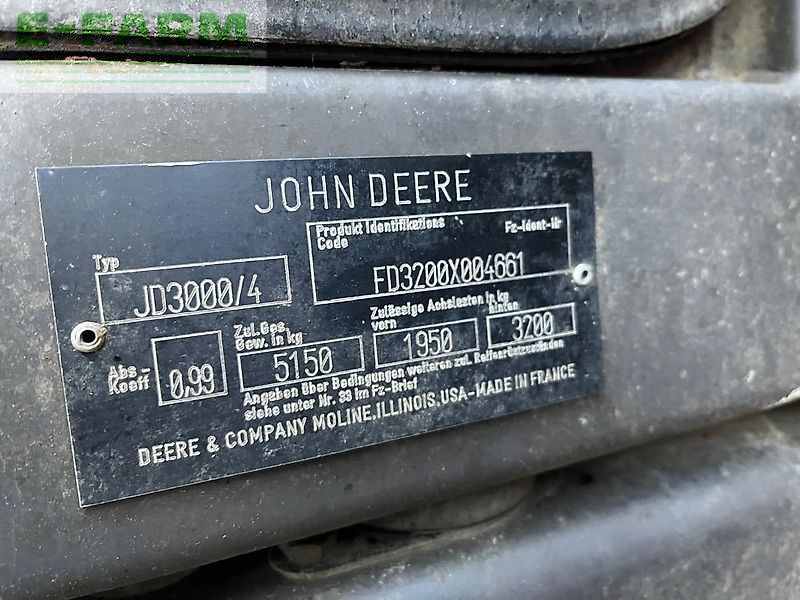 E-FARM
JOHN DEERE
Typ
JD3000/4
Produkt Identifikations Code
Fz-Ident-Nr
FD3200X004661
Abs.- Koeff
0,99
Zul.Ges. Gew. in kg
5150
Zulässige Achslasten in kg
vorn
1950
hinten
3200
Angaben über Bedingungen weiteren zul. Reifenrüstzuständen
siehe unter Nr. 33 im Fz-Brief
DEERE & COMPANY MOLINE,ILLINOIS,USA-MADE IN FRANCE